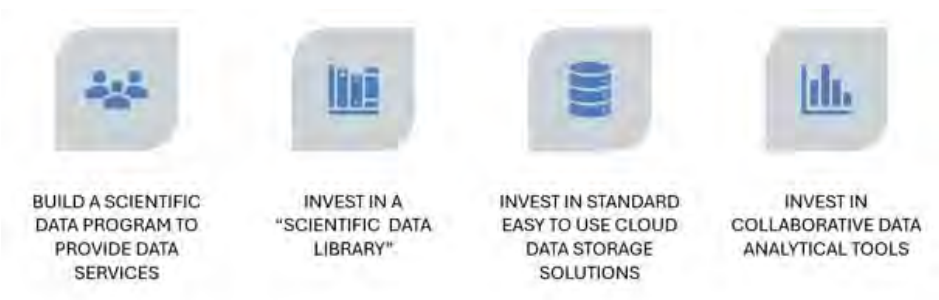 BUILD A SCIENTIFIC
DATA PROGRAM TO
PROVIDE DATA
SERVICES
INVEST IN A
"SCIENTIFIC DATA
LIBRARY"
INVEST IN STANDARD
EASY TO USE CLOUD
DATA STORAGE
SOLUTIONS
INVEST IN
COLLABORATIVE DATA
ANALYTICAL TOOLS